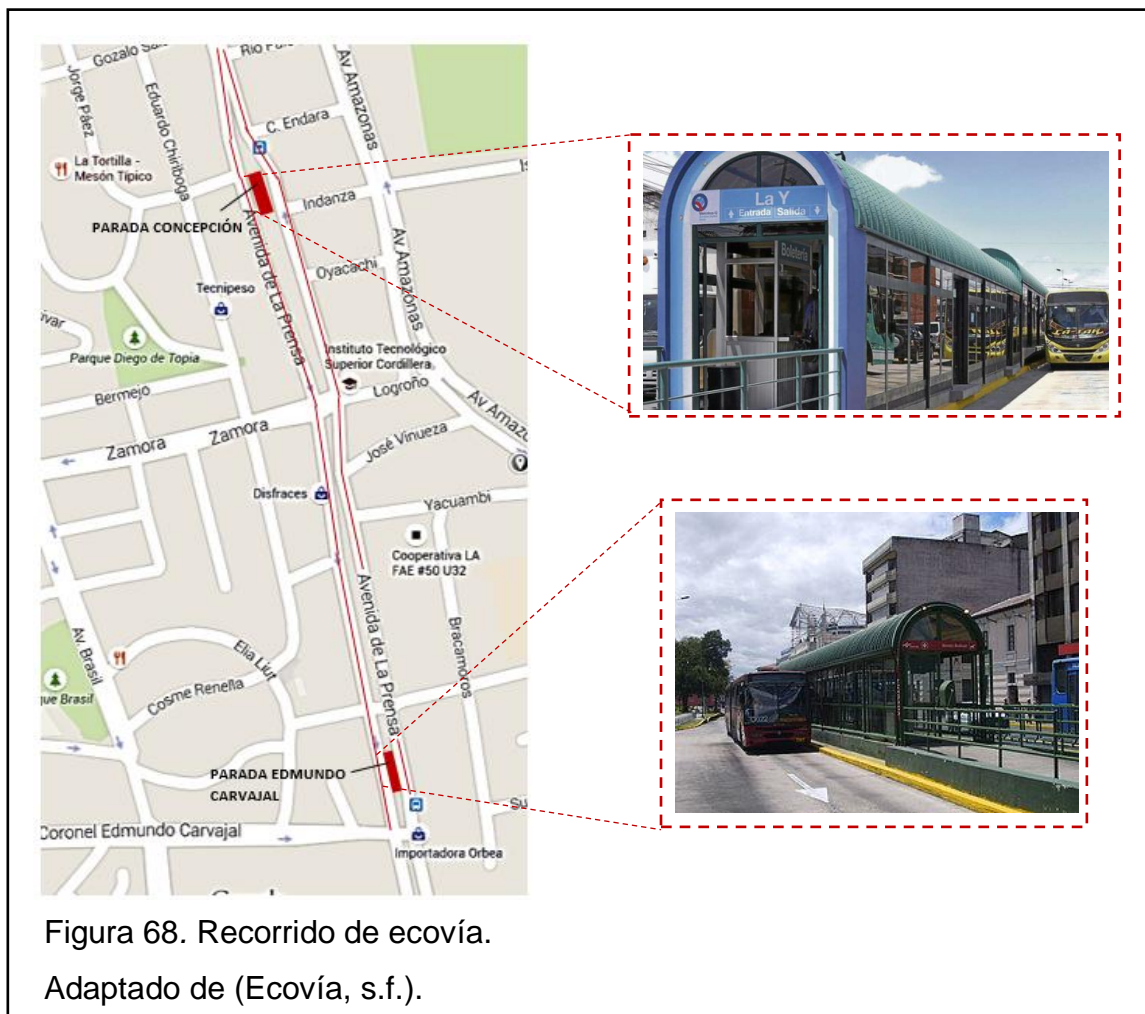 Gozalo
Jorge Páez
Eduardo Chiriboga
Av Amazonas
C. Endara
La Tortilla -
Mesón Típico
Indanza
PARADA CONCEPCIÓN
Avenida de La Prensa
Av Amazonas
Oyacachi
Tecnipeso
Parque Diego de Topia
Instituto Tecnológico
Superior Cordillera
Logroño
Bermejo
Zamora
Zamora
José Vinueza
Av Amazonas
Disfraces
Yacuambi
Cooperativa LA
FAE #50 U32
Avenida de La Prensa
Bracamoros
Av. Brasil
Elia Liut
Cosme Renella
que Brasil
PARADA EDMUNDO
CARVAJAL
Coronel Edmundo Carvajal
Importadora Orbea
La Y
Entrada Salida
Boletería
Figura 68. Recorrido de ecovía.
Adaptado de (Ecovía, s.f.).